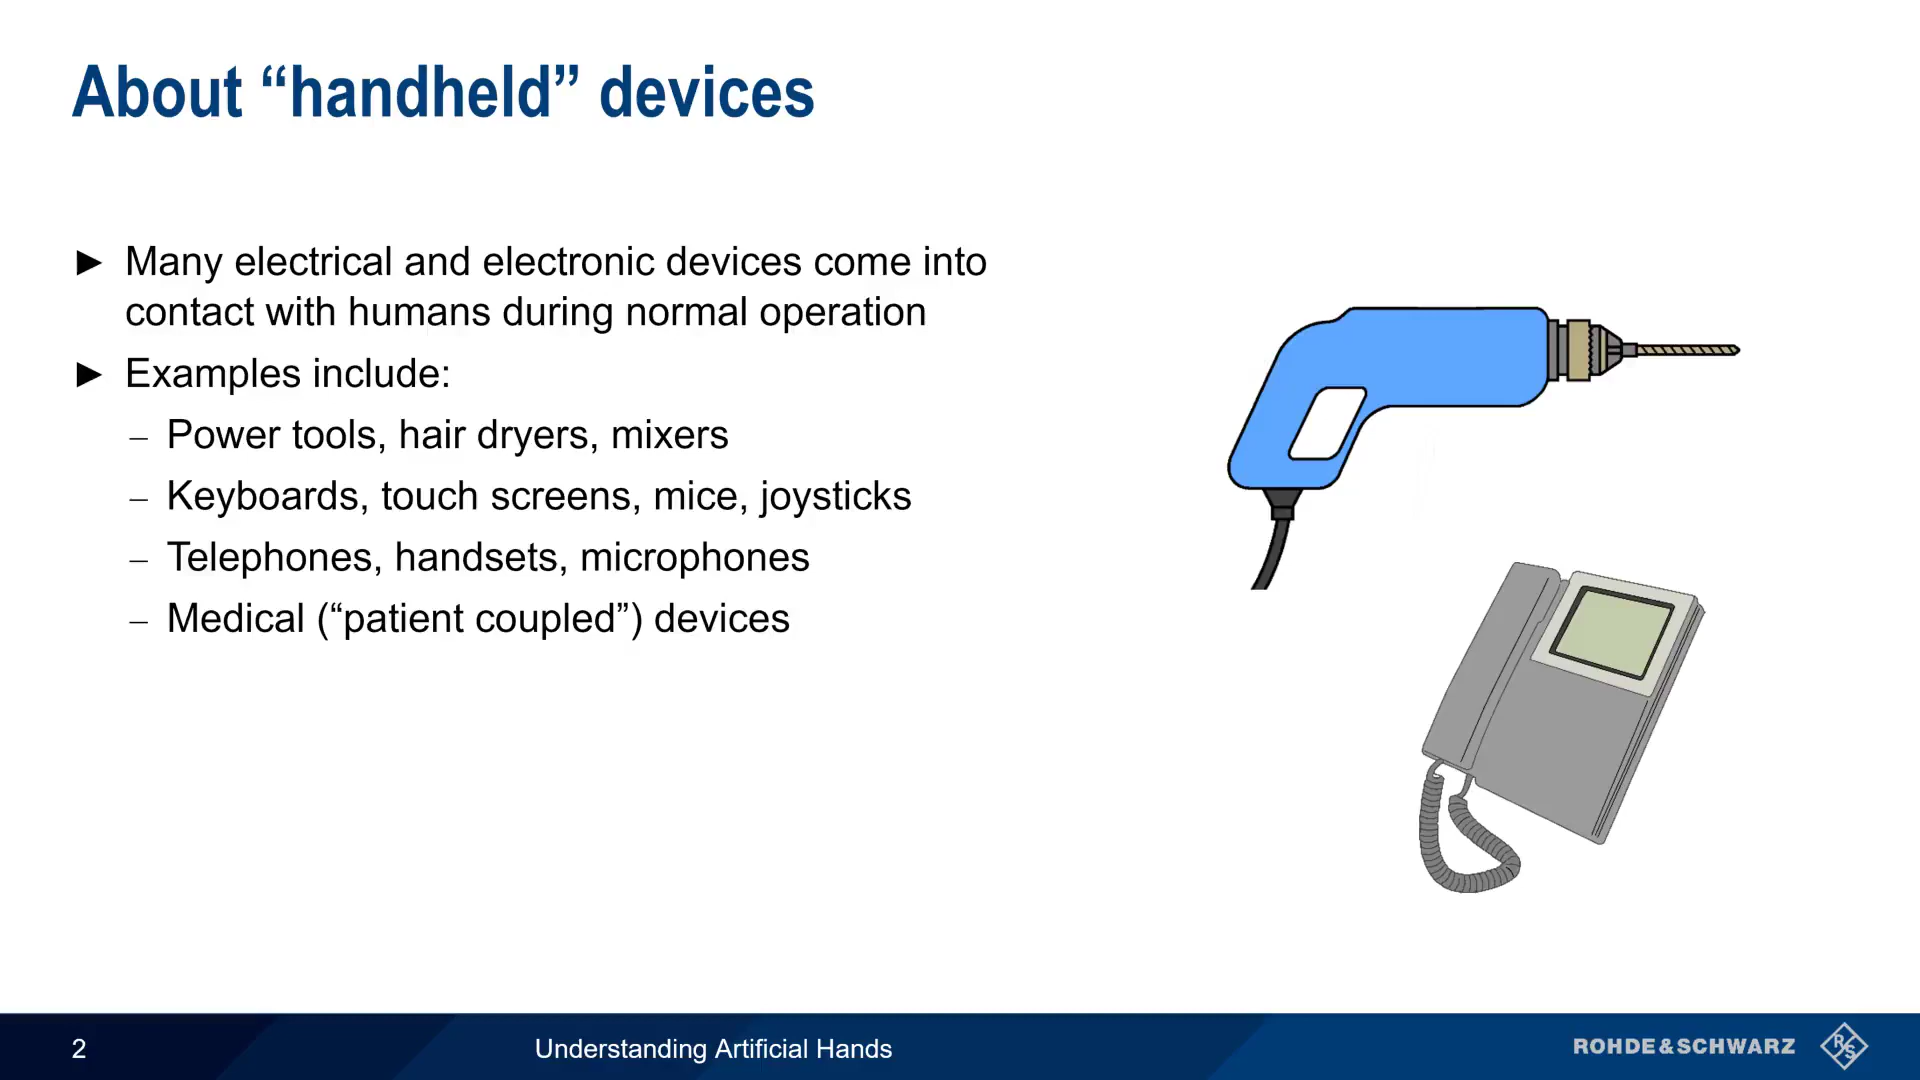 About “handheld” devices
► Many electrical and electronic devices come into
contact with humans during normal operation
► Examples include:
– Power tools, hair dryers, mixers
– Keyboards, touch screens, mice, joysticks
– Telephones, handsets, microphones
– Medical (“patient coupled”) devices
2
Understanding Artificial Hands
ROHDE&SCHWARZ
R&S